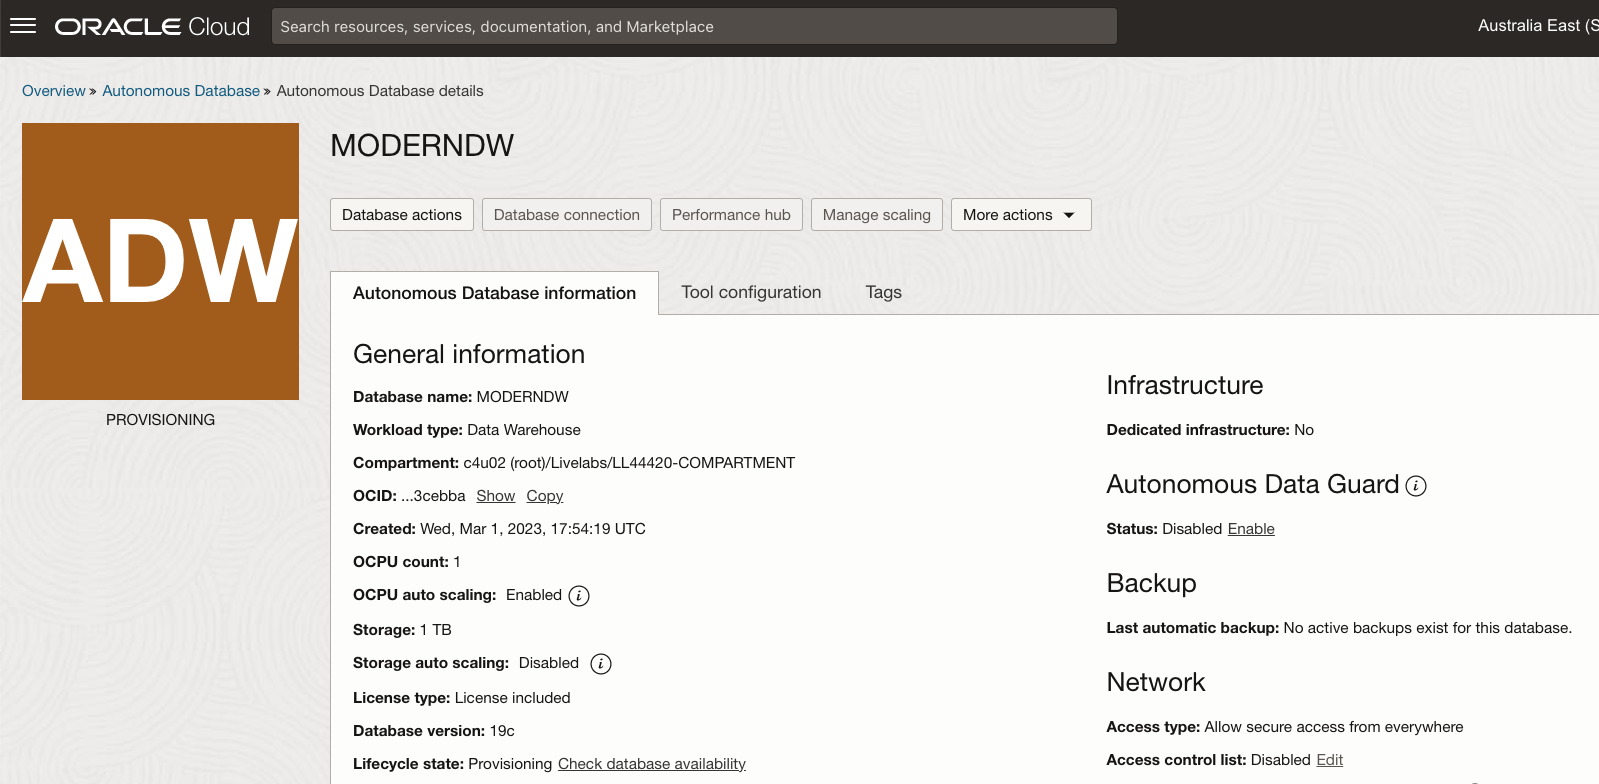 ORACLE Cloud
Search resources, services, documentation, and Marketplace
Australia East (S
Overview » Autonomous Database » Autonomous Database details
ADW
PROVISIONING
MODERNDW
Database actions
Database connection
Performance hub
Manage scaling
More actions
Autonomous Database information
Tool configuration
Tags
General information
Database name: MODERNDW
Workload type: Data Warehouse
Compartment: c4u02 (root)/Livelabs/LL44420-COMPARTMENT
OCID: ...3cebba Show Copy
Created: Wed, Mar 1, 2023, 17:54:19 UTC
OCPU count: 1
OCPU auto scaling: Enabled i
Storage: 1 TB
Storage auto scaling: Disabled i
License type: License included
Database version: 19c
Lifecycle state: Provisioning Check database availability
Infrastructure
Dedicated infrastructure: No
Autonomous Data Guard i
Status: Disabled Enable
Backup
Last automatic backup: No active backups exist for this database.
Network
Access type: Allow secure access from everywhere
Access control list: Disabled Edit